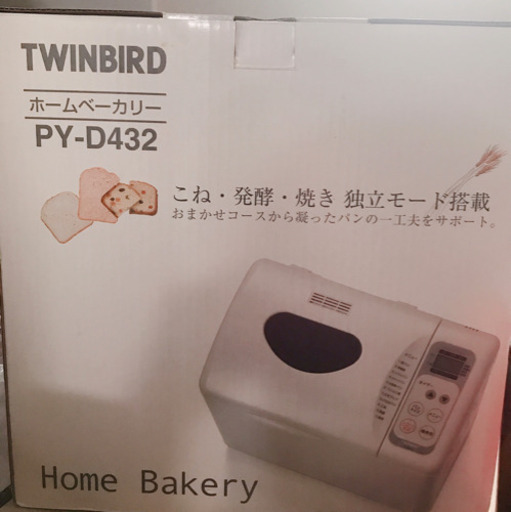 TWINBIRD
ホームベーカリー
PY-D432
こね・発酵・焼き 独立モード搭載
おまかせコースから凝ったパンの一工夫をサポート。
Home Bakery